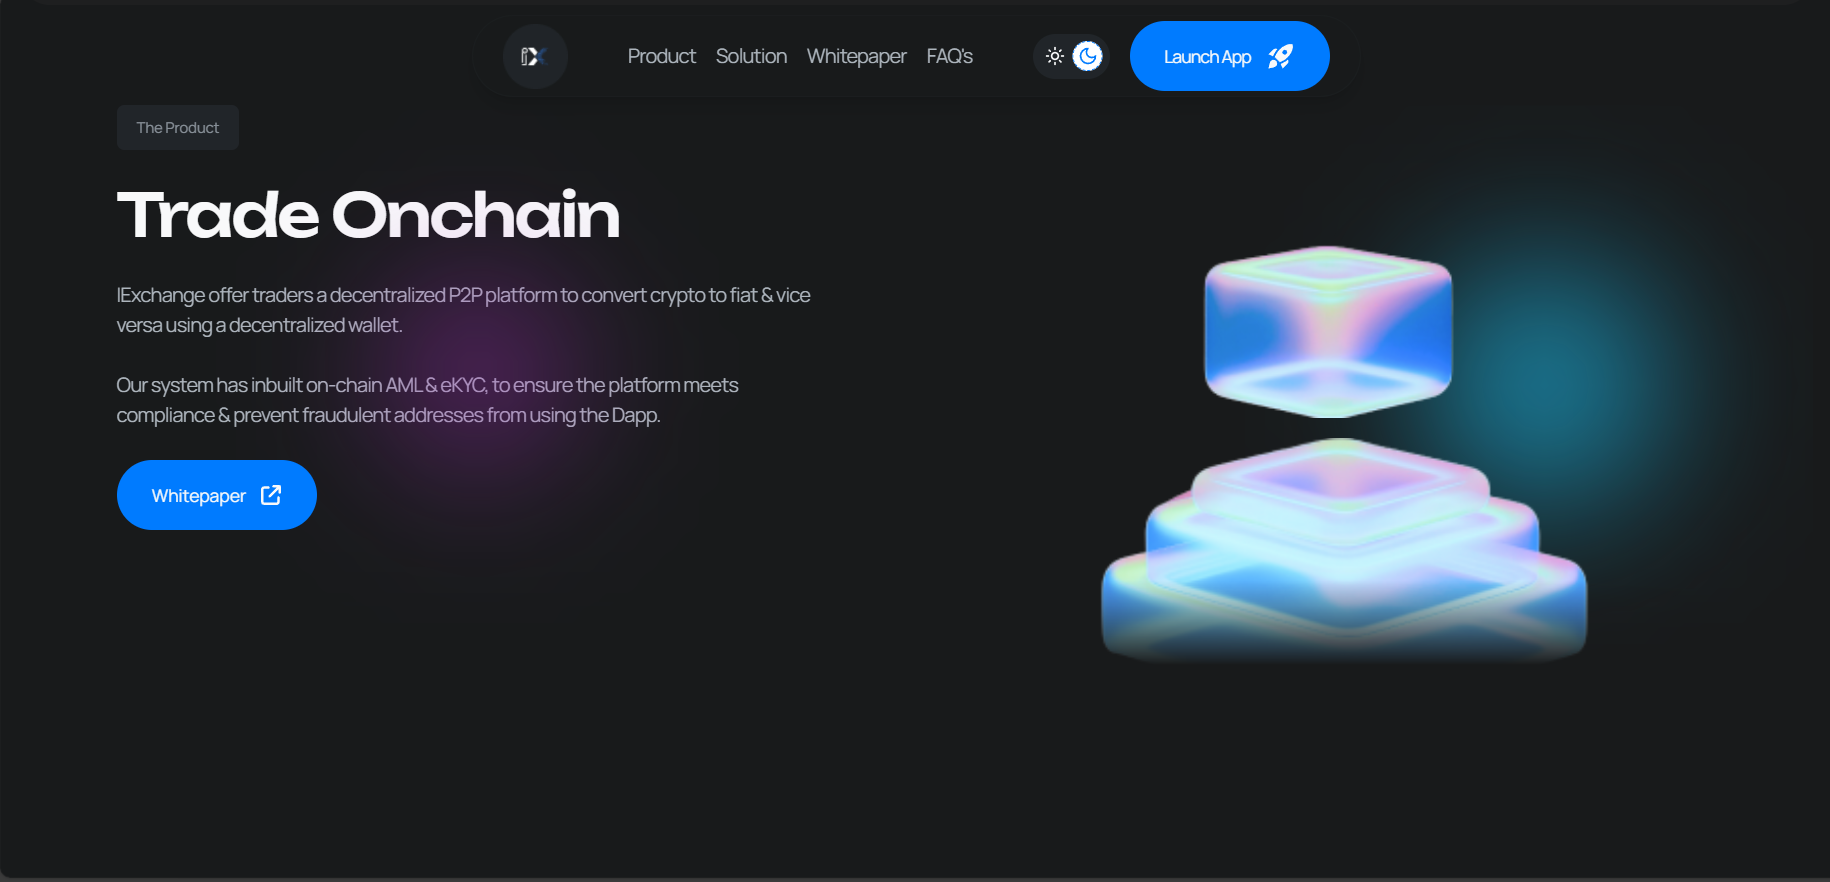 iX
Product Solution Whitepaper FAQ's
Launch App
The Product
Trade Onchain
IExchange offer traders a decentralized P2P platform to convert crypto to fiat & vice
versa using a decentralized wallet.
Our system has inbuilt on-chain AML & eKYC, to ensure the platform meets
compliance & prevent fraudulent addresses from using the Dapp.
Whitepaper